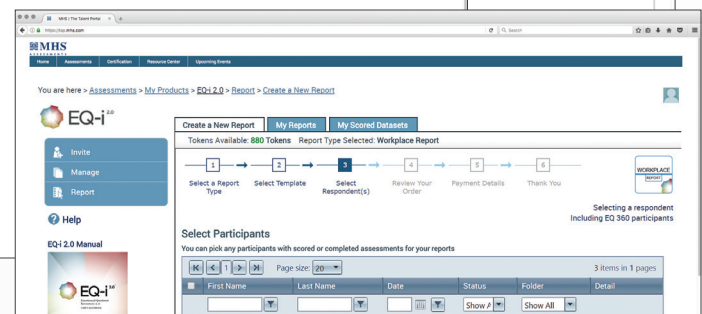 MHS | The Talent Portal
https://tap.mhs.com
Search
MHS
ASSESSMENTS
Home Assessments Certification Resource Center Upcoming Events
You are here > Assessments > My Products > EQ-i 2.0 > Report > Create a New Report
EQ-i 2.0
Create a New Report My Reports My Scored Datasets
Tokens Available: 880 Tokens Report Type Selected: Workplace Report
Invite
Manage
Report
1 2 3 4 5 6
Select a Report Type
Select Template
Select Respondent(s)
Review Your Order
Payment Details
Thank You
WORKPLACE
REPORT
Selecting a respondent
Including EQ 360 participants
Help
Select Participants
You can pick any participants with scored or completed assessments for your reports
EQ-i 2.0 Manual
1 Page size: 20 3 items in 1 pages
First Name Last Name Date Status Folder Detail
Show A Show All
EQ-i 2.0